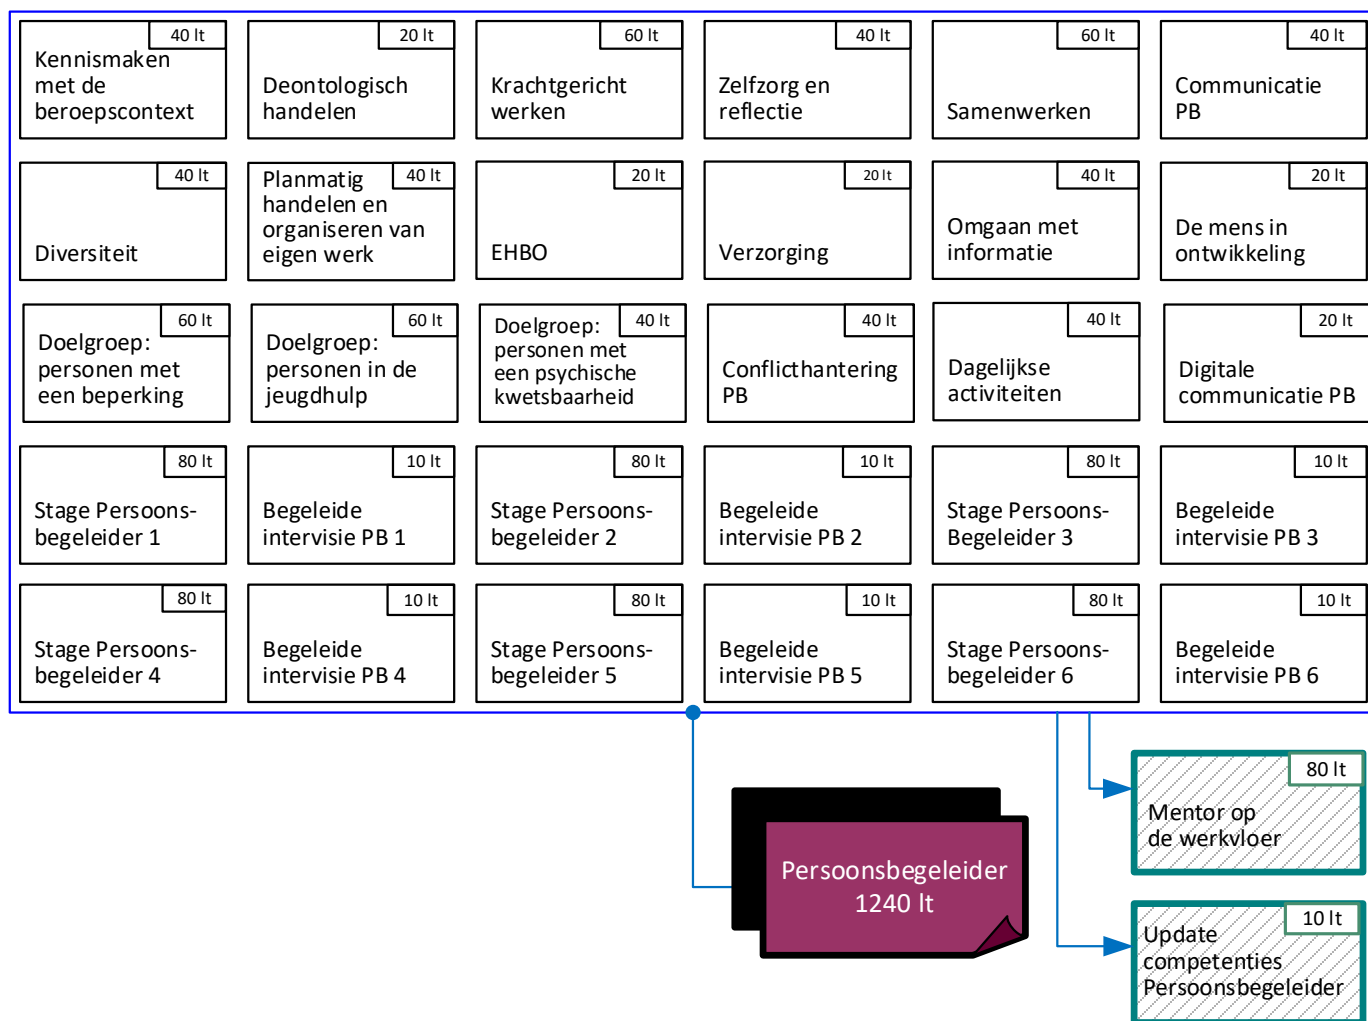 40 lt
Kennismaken
met de
beroepscontext
20 lt
Deontologisch
handelen
60 lt
Krachtgericht
werken
40 lt
Zelfzorg en
reflectie
60 lt
Samenwerken
40 lt
Communicatie
PB
40 lt
Diversiteit
40 lt
Planmatig
handelen en
organiseren van
eigen werk
20 lt
EHBO
20 lt
Verzorging
40 lt
Omgaan met
informatie
20 lt
De mens in
ontwikkeling
60 lt
Doelgroep:
personen met
een beperking
60 lt
Doelgroep:
personen in de
jeugdhulp
40 lt
Doelgroep:
personen met
een psychische
kwetsbaarheid
40 lt
Conflicthantering
PB
40 lt
Dagelijkse
activiteiten
20 lt
Digitale
communicatie PB
80 lt
Stage Persoons-
begeleider 1
10 lt
Begeleide
intervisie PB 1
80 lt
Stage Persoons-
begeleider 2
10 lt
Begeleide
intervisie PB 2
80 lt
Stage Persoons-
Begeleider 3
10 lt
Begeleide
intervisie PB 3
80 lt
Stage Persoons-
begeleider 4
10 lt
Begeleide
intervisie PB 4
80 lt
Stage Persoons-
begeleider 5
10 lt
Begeleide
intervisie PB 5
80 lt
Stage Persoons-
begeleider 6
10 lt
Begeleide
intervisie PB 6
Persoonsbegeleider
1240 lt
80 lt
Mentor op
de werkvloer
10 lt
Update
competenties
Persoonsbegeleider